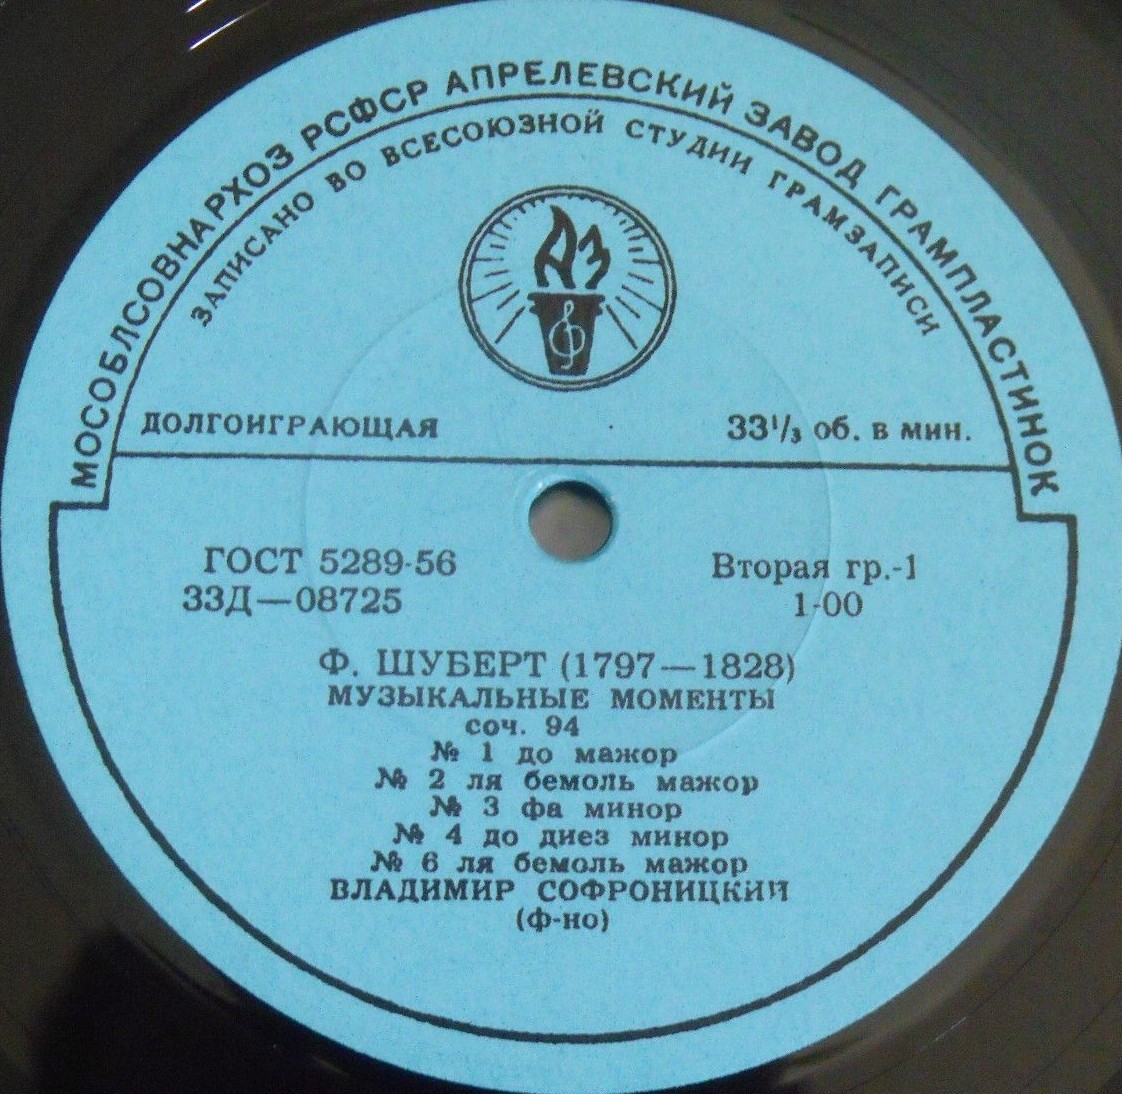 МОСОБЛСОВНАРХОЗ РСФСР АПРЕЛЕВСКИЙ ЗАВОД ГРАМПЛАСТИНОК
ЗАПИСАНО ВО ВСЕСОЮЗНОЙ СТУДИИ ГРАМЗАПИСИ
АЗ
ДОЛГОИГРАЮЩАЯ 33⅓ об. в мин.
ГОСТ 5289-56 Вторая гр.-1
33Д—08725 1-00
Ф. ШУБЕРТ (1797—1828)
МУЗЫКАЛЬНЫЕ МОМЕНТЫ
соч. 94
№ 1 до мажор
№ 2 ля бемоль мажор
№ 3 фа минор
№ 4 до диез минор
№ 6 ля бемоль мажор
ВЛАДИМИР СОФРОНИЦКИЙ
(ф-но)